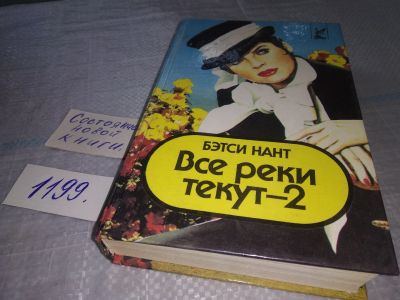 БЭТСИ НАНТ
Все реки
текут–2
Состояние
новой
книги.
1199.